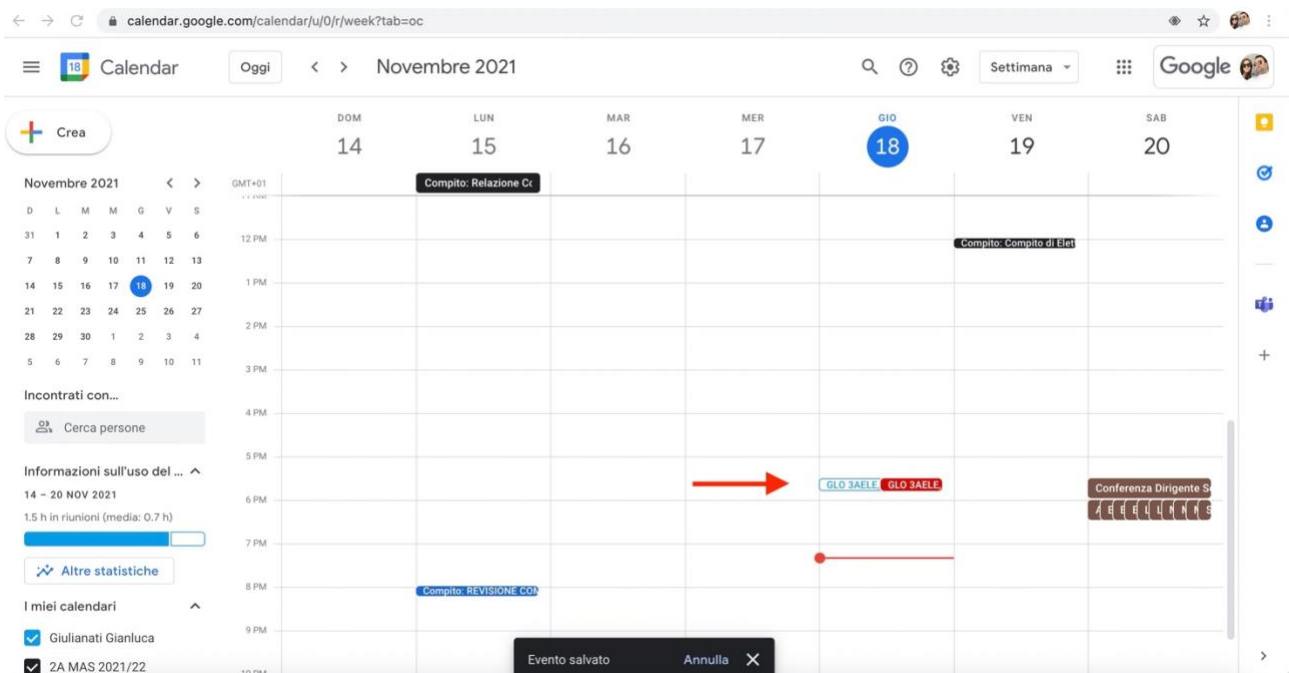 calendar.google.com/calendar/u/0/r/week?tab=oc
18 Calendar Oggi Novembre 2021 Settimana Google
Crea
DOM LUN MAR MER GIO VEN SAB
14 15 16 17 18 19 20
Novembre 2021
GMT+01 Compito: Relazione Co
D L M M G V S
31 1 2 3 4 5 6
7 8 9 10 11 12 13
14 15 16 17 18 19 20
21 22 23 24 25 26 27
28 29 30 1 2 3 4
5 6 7 8 9 10 11
12 PM Compito: Compito di Elet
1 PM
2 PM
3 PM
4 PM
5 PM
GLO 3AELE, GLO 3AELE Conferenza Dirigente S
6 PM A E E E L L N N N S
7 PM
8 PM Compito: REVISIONE CON
9 PM
Incontrati con...
Cerca persone
Informazioni sull'uso del ...
14 – 20 NOV 2021
1.5 h in riunioni (media: 0.7 h)
Altre statistiche
I miei calendari
Giulianati Gianluca
2A MAS 2021/22
Evento salvato Annulla